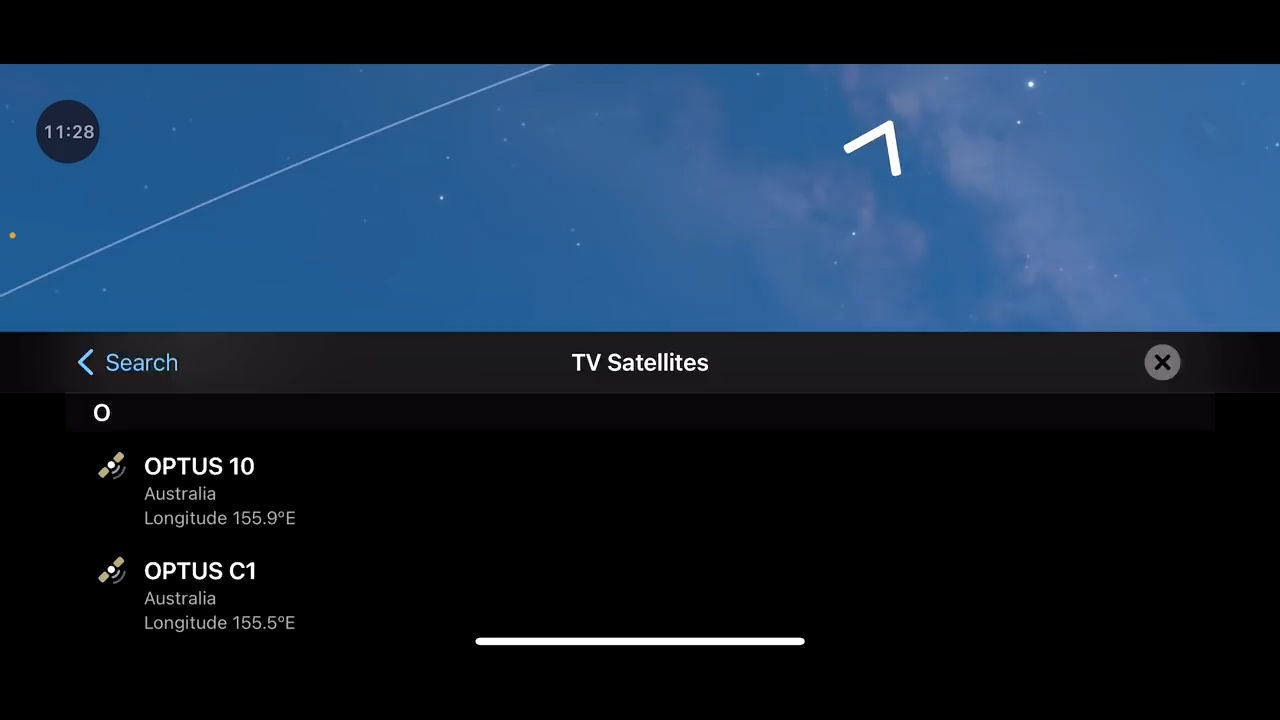 11:28
Search
TV Satellites
O
OPTUS 10
Australia
Longitude 155.9°E
OPTUS C1
Australia
Longitude 155.5°E